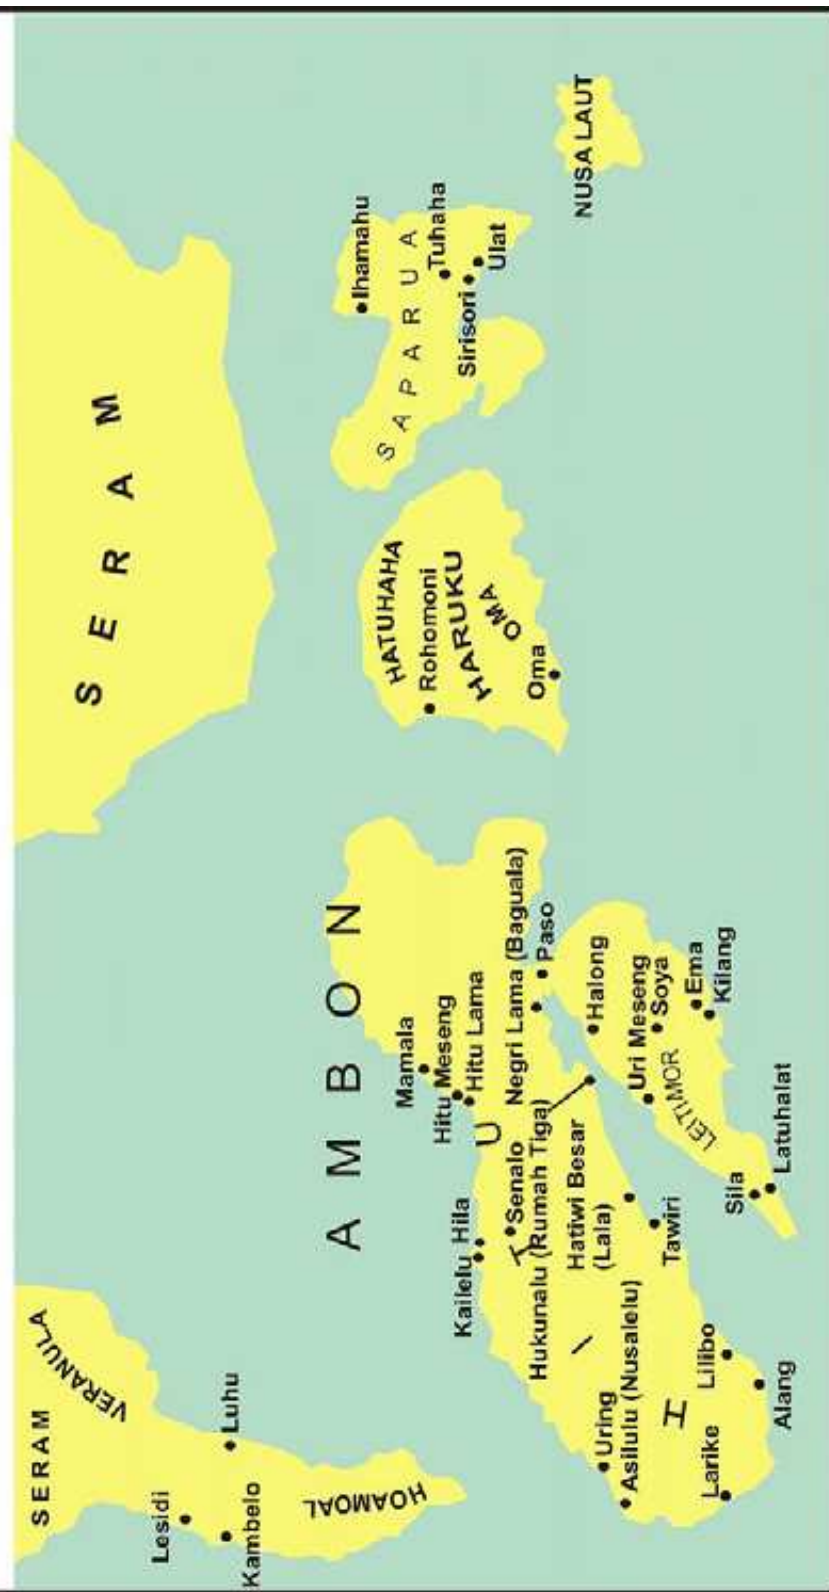 SERAM
VERANULA
Lesidi
Luhu
Kambelo
HOAMOAL
SERAM
AMBON
Mamala
Hitu Meseng
Hitu Lama
Kailelu
Hila
Senalo
Negri Lama (Baguala)
Paso
Hukunalu (Rumah Tiga)
Hatiwi Besar
(Lala)
Tawiri
HITU
Uring
Asilulu (Nusalelu)
Larike
Lilibo
Alang
Halong
Uri Meseng
Soya
Ema
Kilang
LEITIMOR
Sila
Latuhalat
HATUHAHA
Rohomoni
HARUKU
OMA
Oma
SAPARUA
Ihamahu
Tuhaha
Sirisori
Ulat
NUSA LAUT